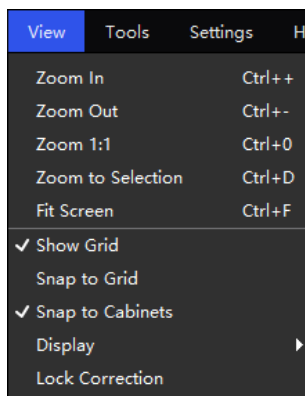 View Tools Settings H
Zoom In Ctrl++
Zoom Out Ctrl+-
Zoom 1:1 Ctrl+0
Zoom to Selection Ctrl+D
Fit Screen Ctrl+F
✓ Show Grid
Snap to Grid
✓ Snap to Cabinets
Display
Lock Correction